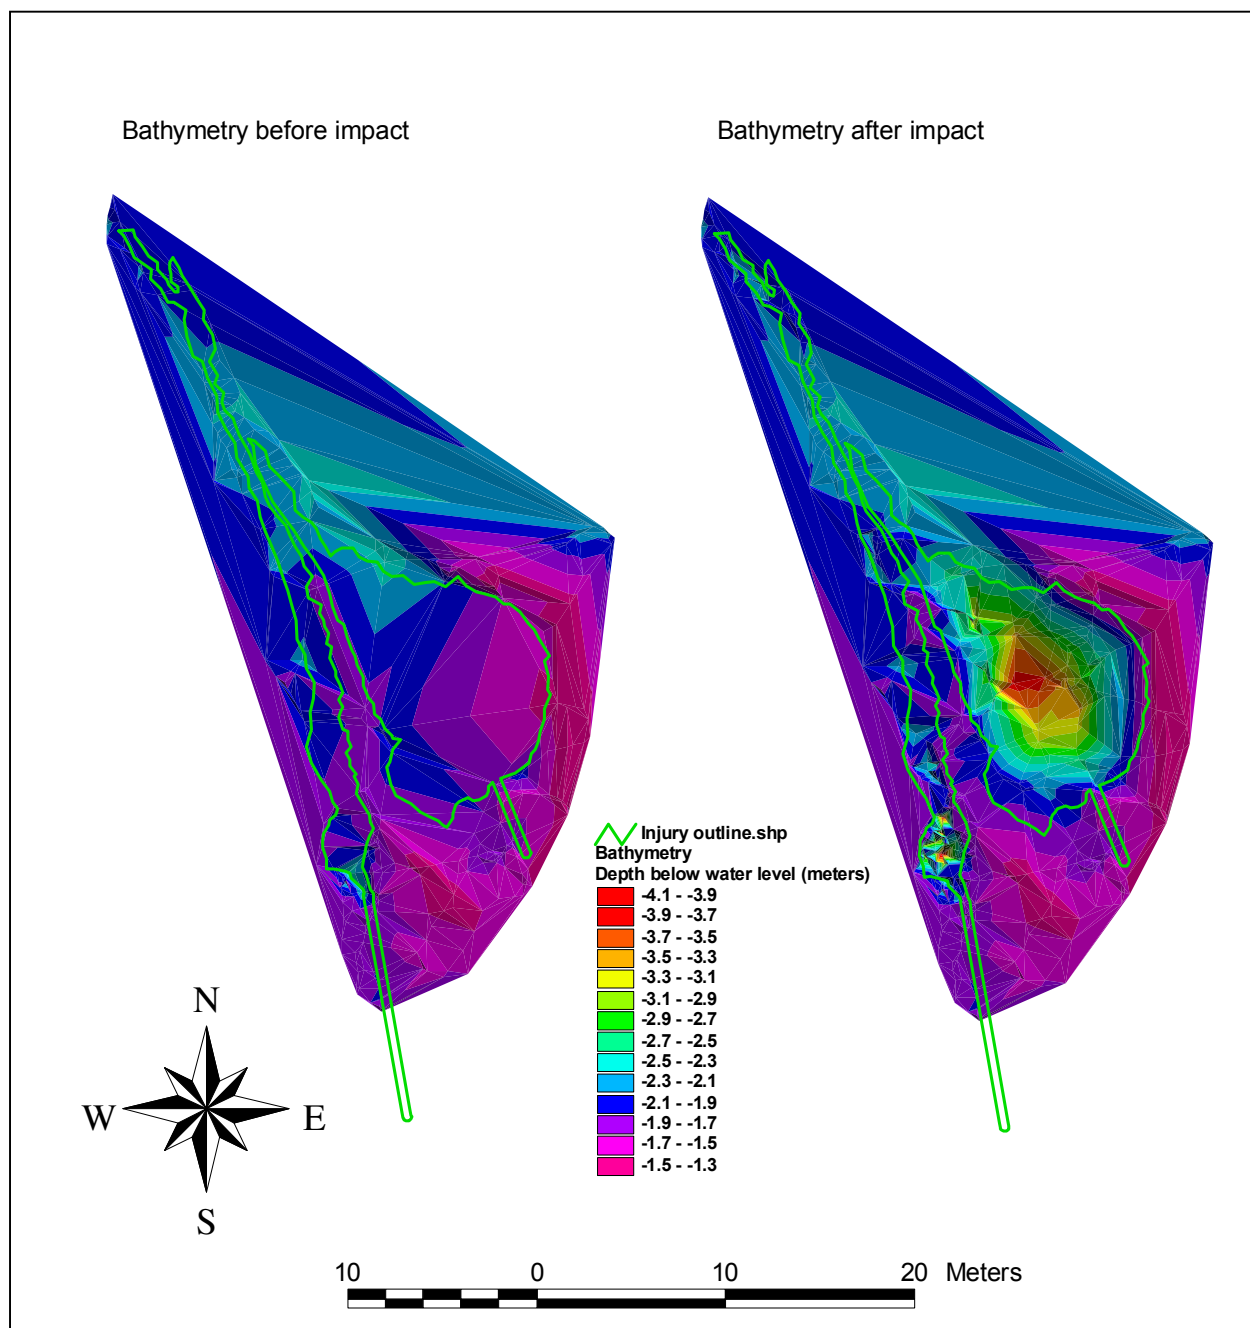 Bathymetry before impact
Bathymetry after impact
Injury outline.shp
Bathymetry
Depth below water level (meters)
-4.1 - -3.9
-3.9 - -3.7
-3.7 - -3.5
-3.5 - -3.3
-3.3 - -3.1
-3.1 - -2.9
-2.9 - -2.7
-2.7 - -2.5
-2.5 - -2.3
-2.3 - -2.1
-2.1 - -1.9
-1.9 - -1.7
-1.7 - -1.5
-1.5 - -1.3
N
W E
S
10 0 10 20 Meters